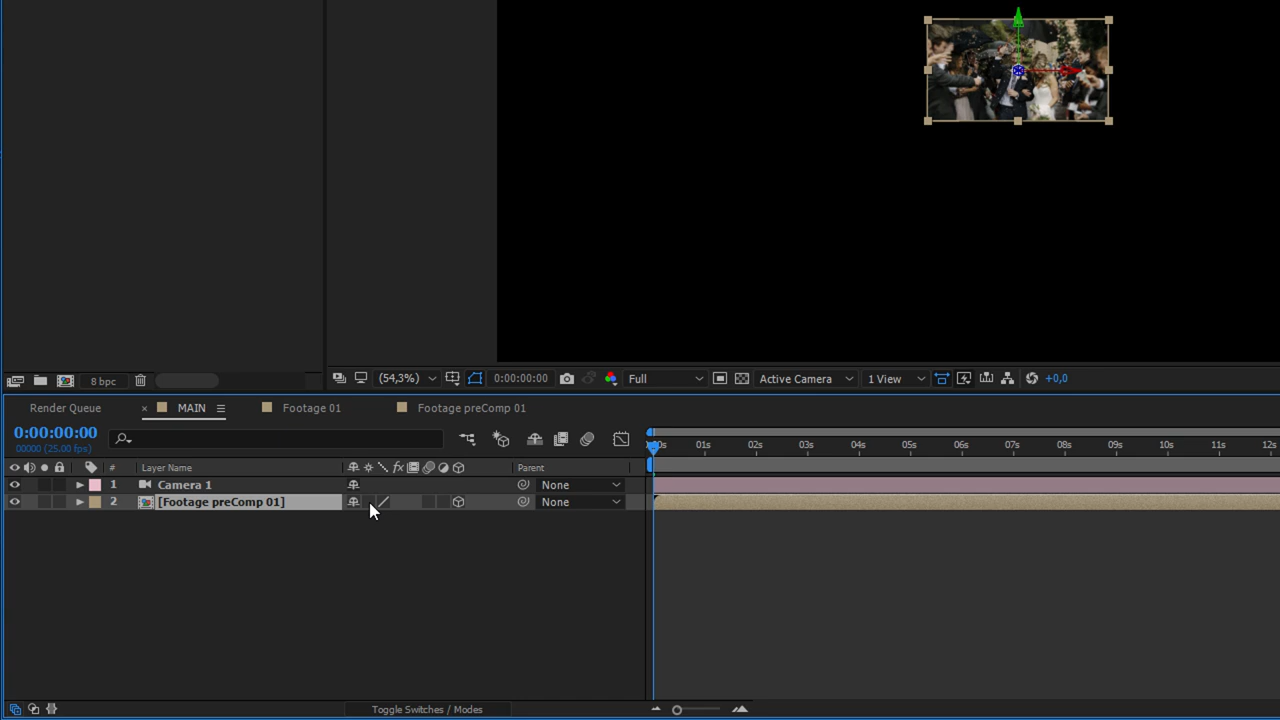 8 bpc
(54,3%) 0:00:00:00 Full Active Camera 1 View +0,0
Render Queue × MAIN Footage 01 Footage preComp 01
0:00:00:00
00000 (25.00 fps)
:00s 01s 02s 03s 04s 05s 06s 07s 08s 09s 10s 11s 12s
# Layer Name fx Parent
1 Camera 1 None
2 [Footage preComp 01] None
Toggle Switches / Modes